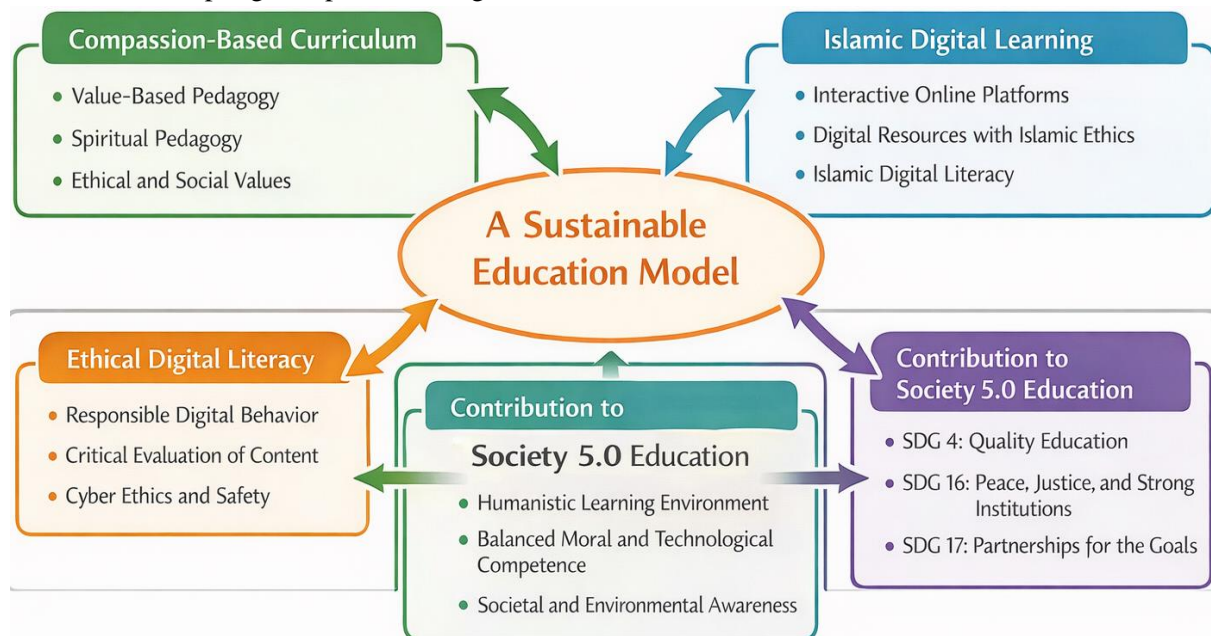 Compassion-Based Curriculum
• Value-Based Pedagogy
• Spiritual Pedagogy
• Ethical and Social Values
Islamic Digital Learning
• Interactive Online Platforms
• Digital Resources with Islamic Ethics
• Islamic Digital Literacy
A Sustainable
Education Model
Ethical Digital Literacy
• Responsible Digital Behavior
• Critical Evaluation of Content
• Cyber Ethics and Safety
Contribution to
Society 5.0 Education
• Humanistic Learning Environment
• Balanced Moral and Technological
Competence
• Societal and Environmental Awareness
Contribution to
Society 5.0 Education
• SDG 4: Quality Education
• SDG 16: Peace, Justice, and Strong
Institutions
• SDG 17: Partnerships for the Goals